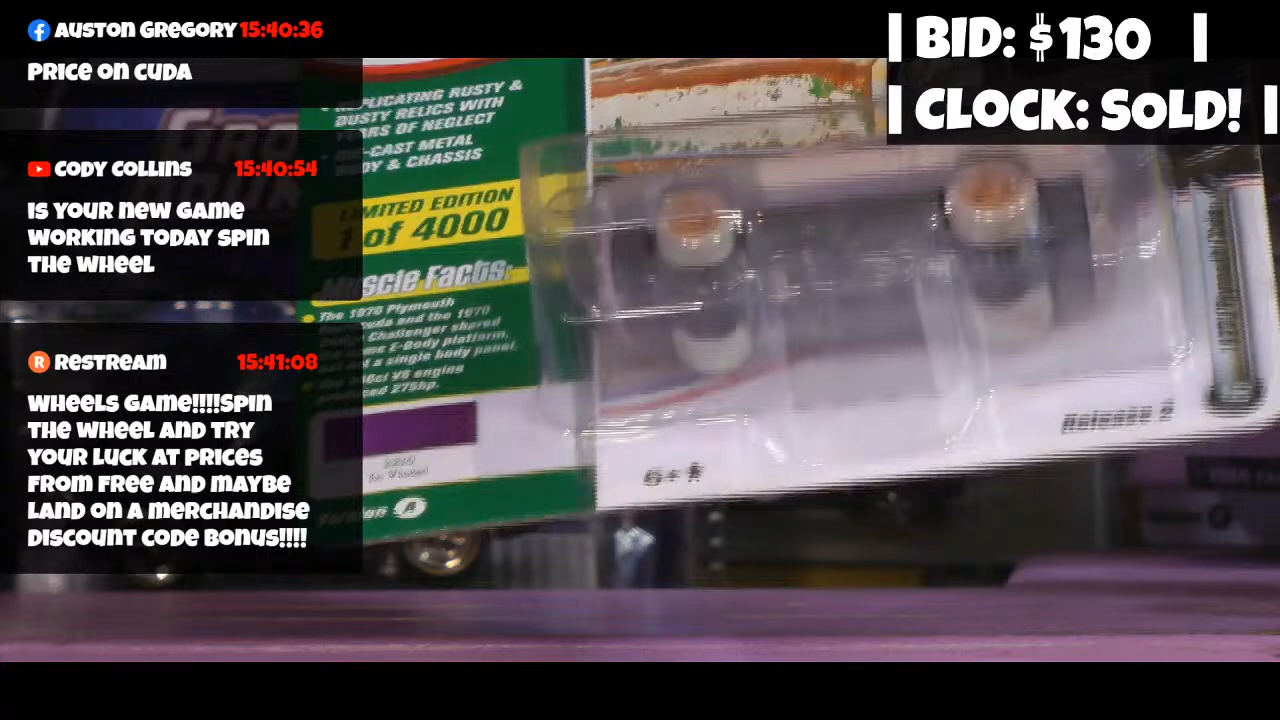 AUSTON GREGORY 15:40:36
PRICE ON CUDA
CODY COLLINS 15:40:54
IS YOUR NEW GAME
WORKING TODAY SPIN
THE WHEEL
RESTREAM 15:41:08
WHEELS GAME!!!!SPIN
THE WHEEL AND TRY
YOUR LUCK AT PRICES
FROM FREE AND MAYBE
LAND ON A MERCHANDISE
DISCOUNT CODE BONUS!!!!
| BID: $130 |
| CLOCK: SOLD! |
REPLICATING RUSTY &
DUSTY RELICS WITH
YEARS OF NEGLECT
DIE-CAST METAL
BODY & CHASSIS
LIMITED EDITION
1 of 4000
Muscle Facts:
The 1970 Plymouth
and the 1970
Challenger shared
E-Body platform,
not a single body panel.
V8 engine
produced 275hp.
Version A
Release